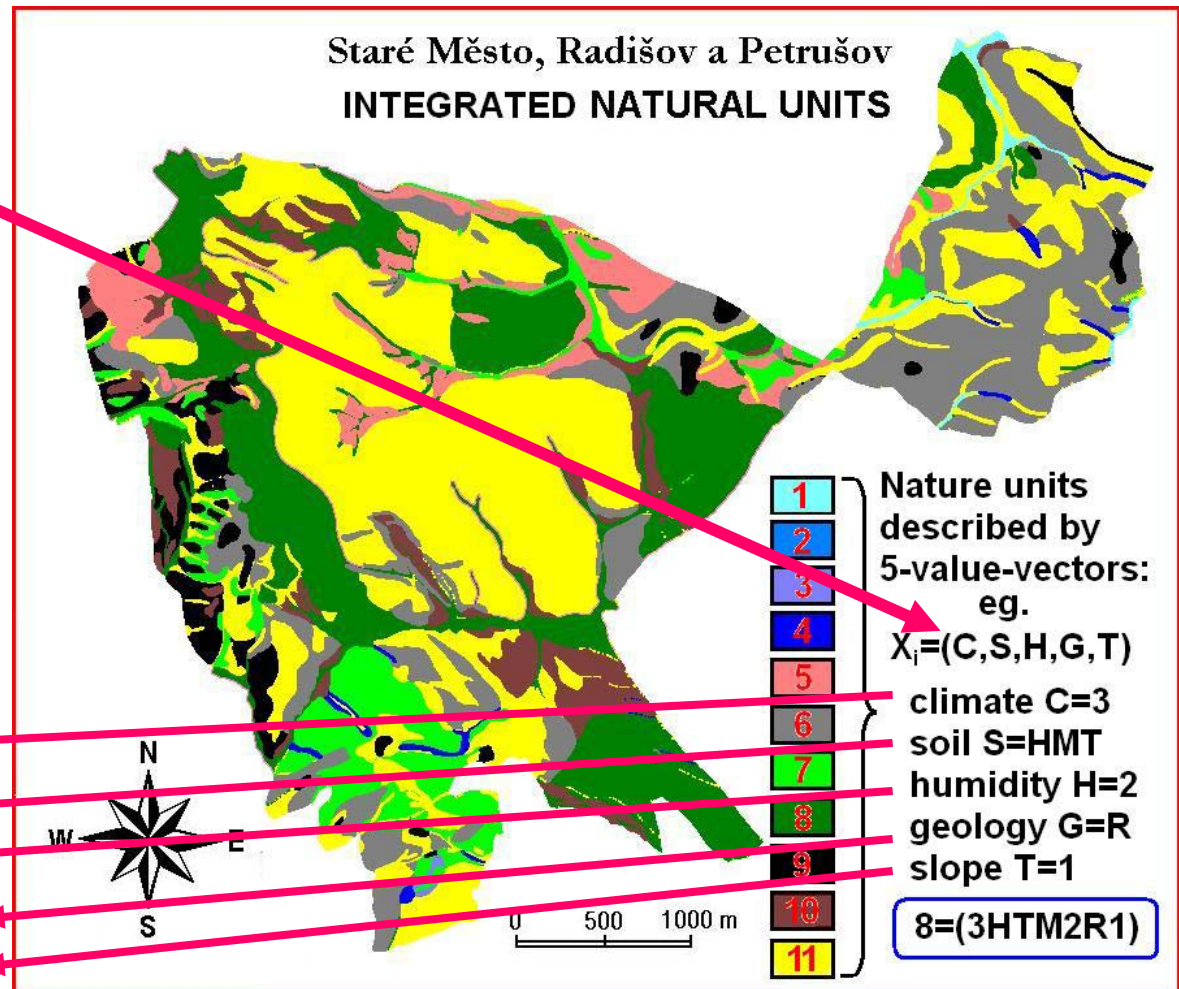 Staré Město, Radišov a Petrušov
INTEGRATED NATURAL UNITS
1
2
3
4
5
6
7
8
9
10
11
Nature units
described by
5-value-vectors:
eg.
Xi=(C,S,H,G,T)
climate C=3
soil S=HMT
humidity H=2
geology G=R
slope T=1
8=(3HTM2R1)
N
W
E
S
0 500 1000 m